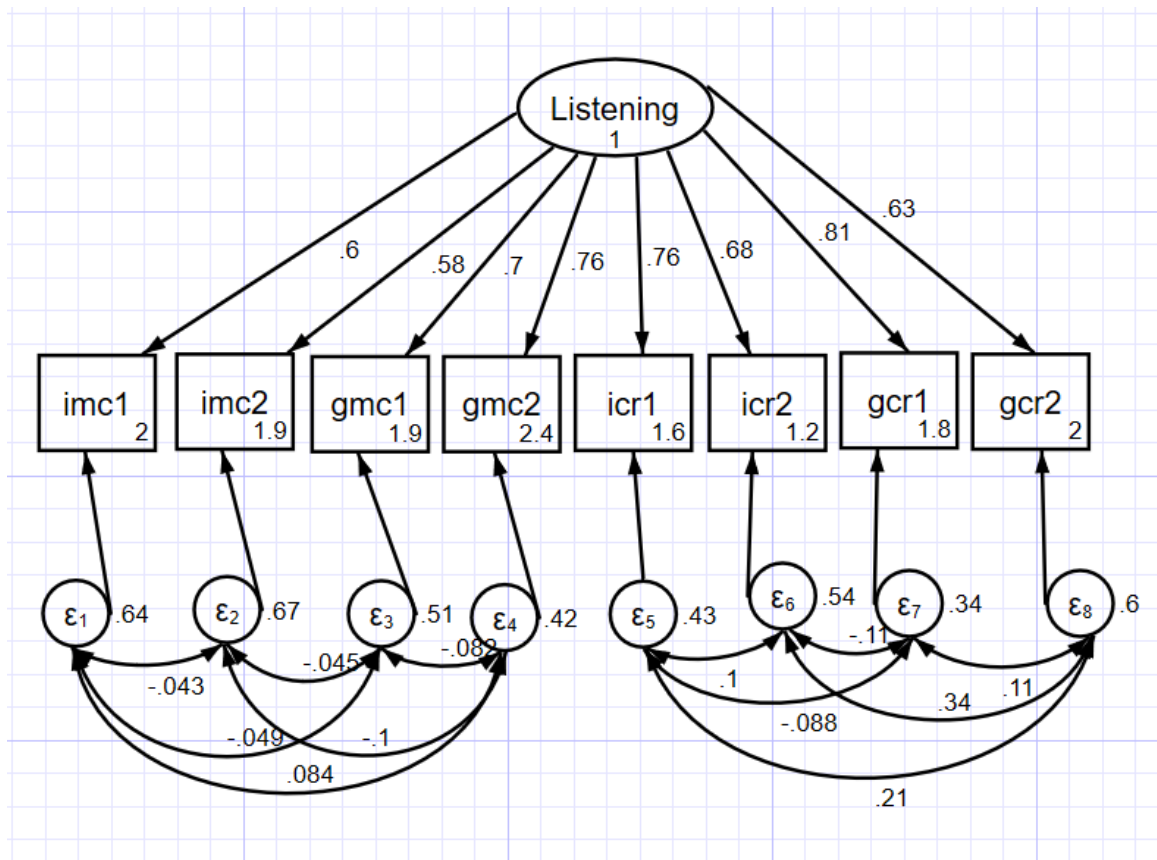 Listening
1
.6
.58
.7
.76
.76
.68
.81
.63
imc1
2
imc2
1.9
gmc1
1.9
gmc2
2.4
icr1
1.6
icr2
1.2
gcr1
1.8
gcr2
2
ε1
.64
ε2
.67
ε3
.51
ε4
.42
ε5
.43
ε6
.54
ε7
.34
ε8
.6
-.043
-.045
-.082
-.049
-.1
.084
.1
-.11
.11
-.088
.34
.21